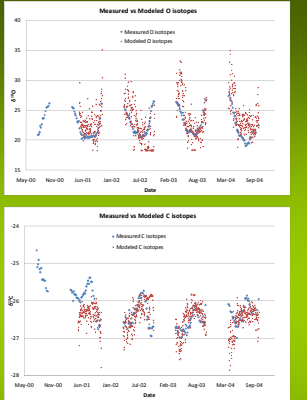 Measured vs Modeled O isotopes
40
35
30
25
20
15
δ¹⁸O
Measured O isotopes
Modeled O isotopes
May-00 Nov-00 Jun-01 Jan-02 Jul-02 Feb-03 Aug-03 Mar-04 Sep-04
Date
Measured vs Modeled C isotopes
-24
-25
-26
-27
-28
Measured C isotopes
Modeled C isotopes
May-00 Nov-00 Jun-01 Jan-02 Jul-02 Feb-03 Aug-03 Mar-04 Sep-04
Date